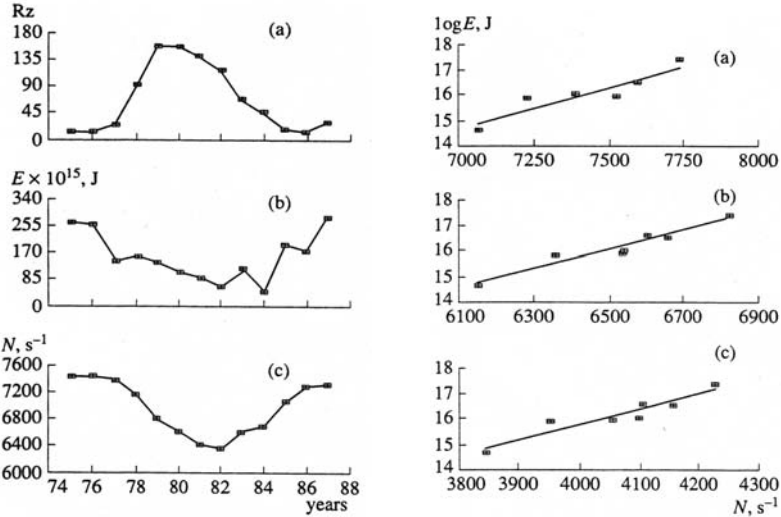 Rz
180
135
90
45
0
(a)
E × 10¹⁵, J
340
255
170
85
0
(b)
N, s⁻¹
7600
7200
6800
6400
6000
(c)
74 76 78 80 82 84 86 88
years
logE, J
18
17
16
15
14
(a)
7000 7250 7500 7750 8000
18
17
16
15
14
(b)
6100 6300 6500 6700 6900
18
17
16
15
14
(c)
3800 3900 4000 4100 4200 4300
N, s⁻¹